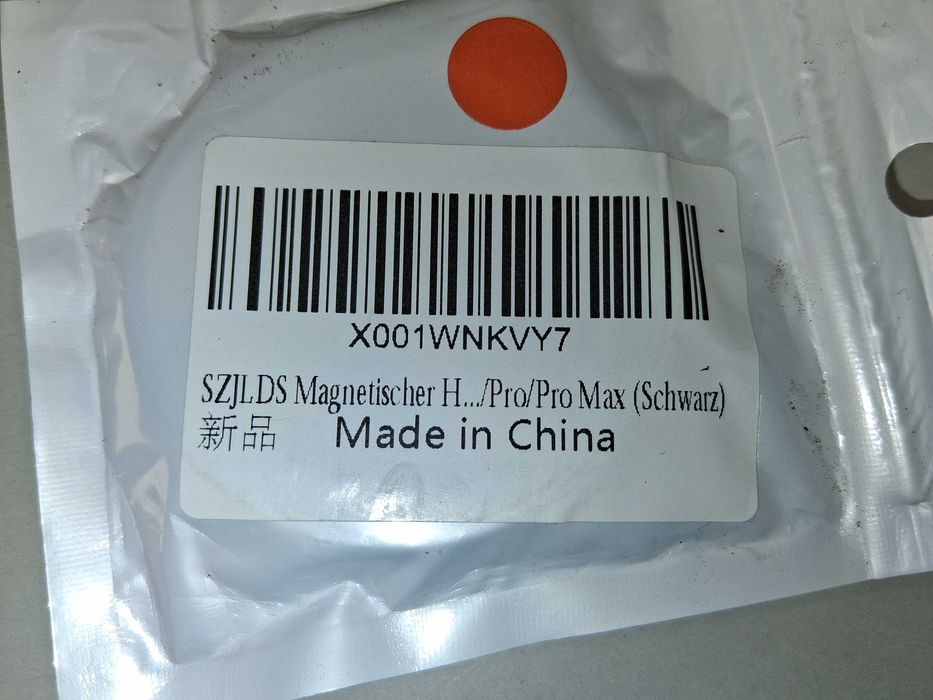 X001WNKVY7
SZJLDS Magnetischer H.../Pro/Pro Max (Schwarz)
新品 Made in China